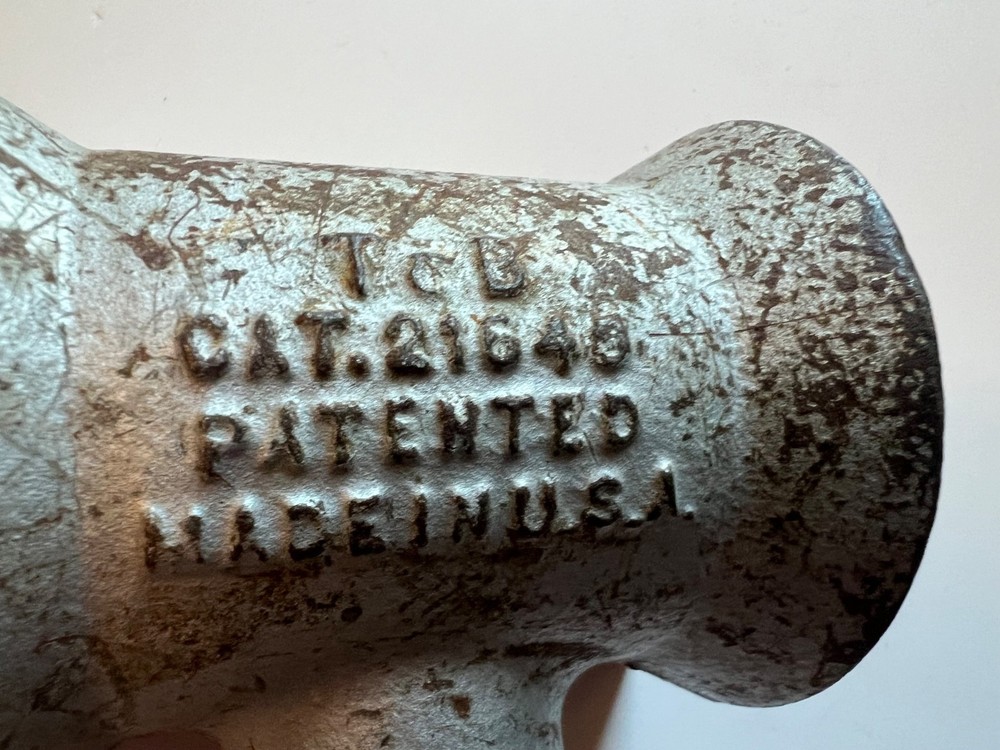 T & B
CAT. 21648
PATENTED
MADE IN U.S.A.